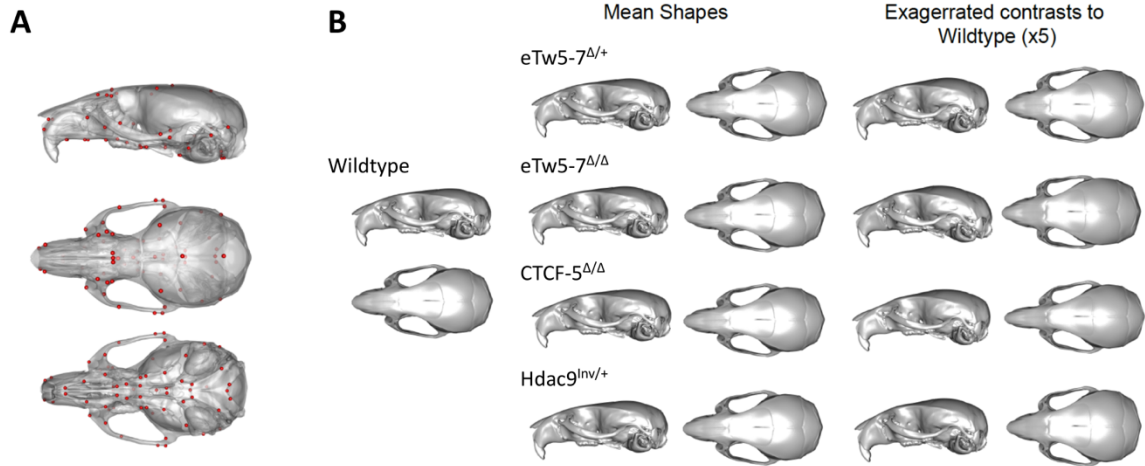 A
B
Mean Shapes
Exagerrated contrasts to
Wildtype (x5)
eTw5-7Δ/+
Wildtype
eTw5-7Δ/Δ
CTCF-5Δ/Δ
Hdac9Inv/+